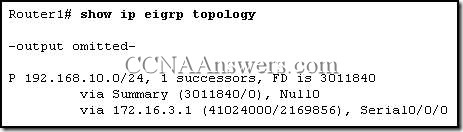 Router1# show ip eigrp topology
-output omitted-
CCNAAnswers.com
P 192.168.10.0/24, 1 successors, FD is 3011840
via Summary (3011840/0), Null0
via 172.16.3.1 (41024000/2169856), Serial0/0/0